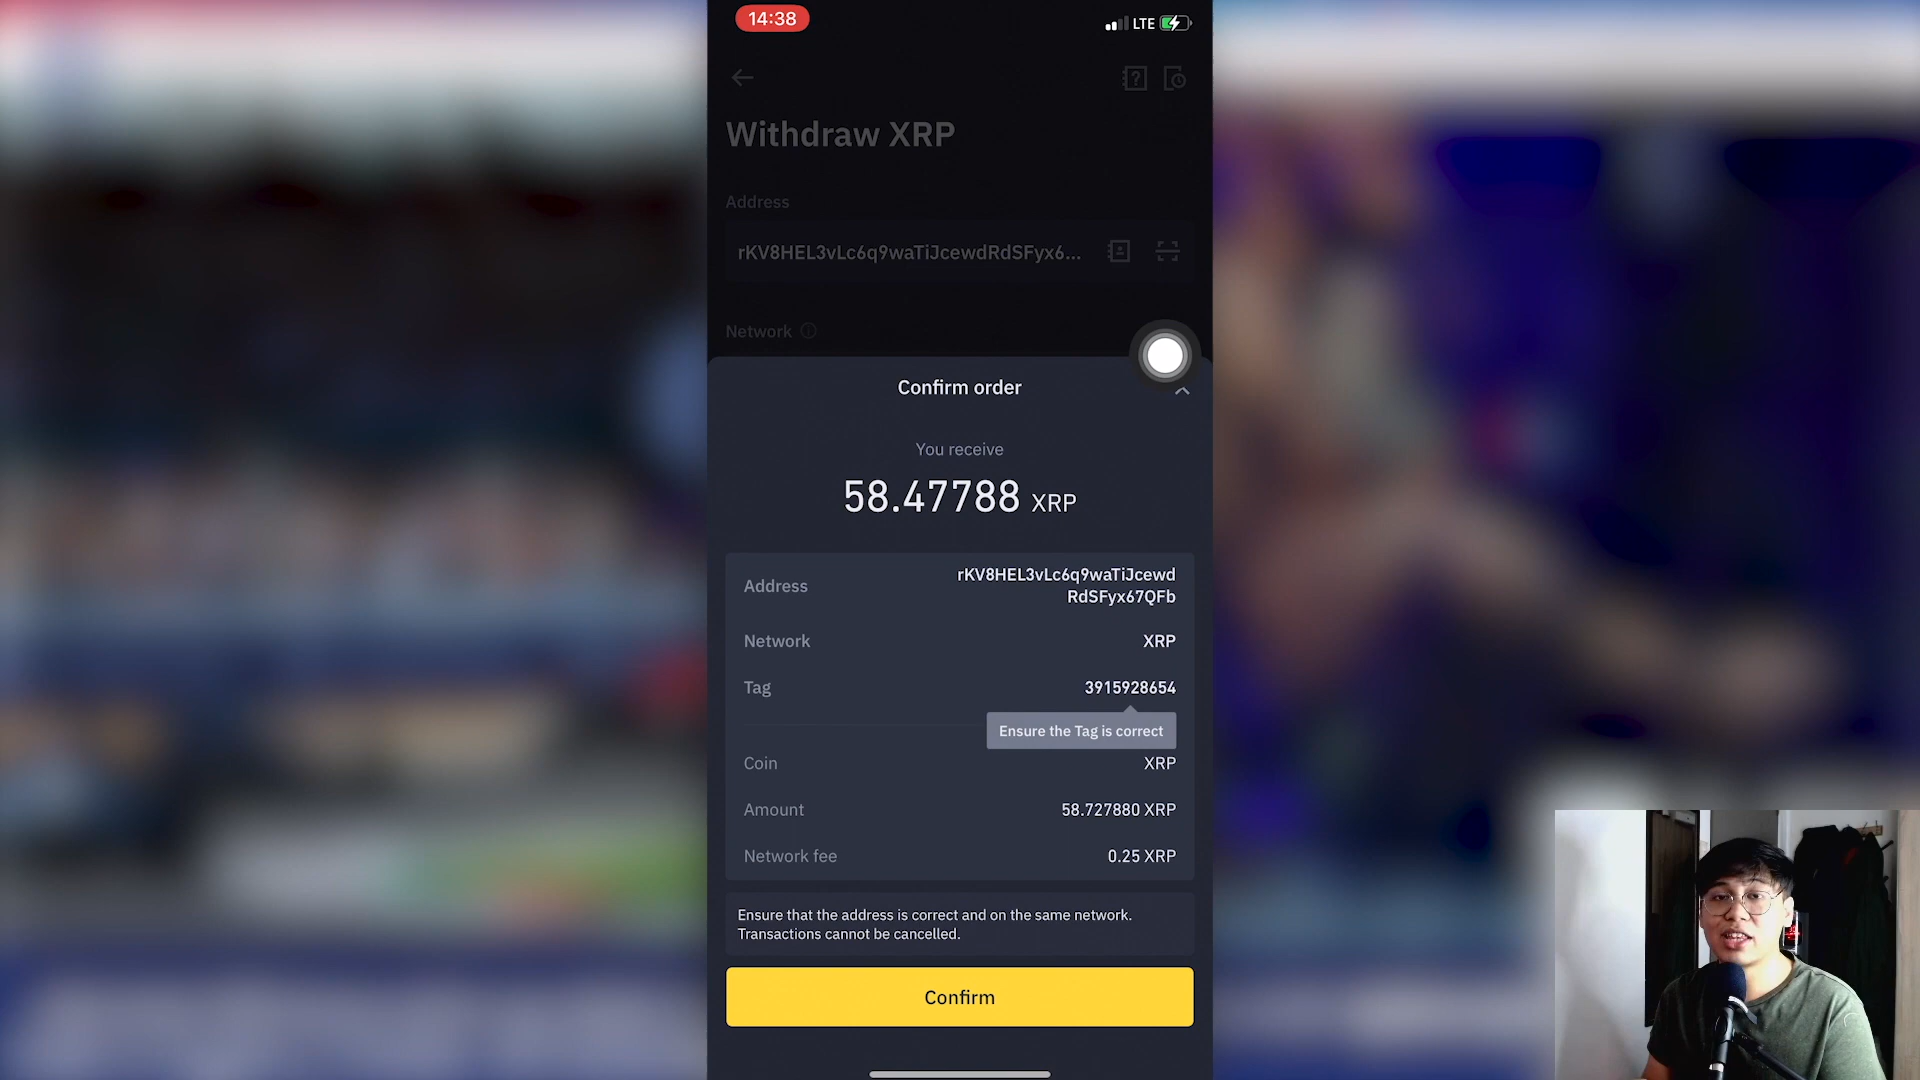 14:38
LTE
Withdraw XRP
Address
rKV8HEL3vLc6q9waTiJcewdRdSFyx6...
Network
Confirm order
You receive
58.47788 XRP
Address
rKV8HEL3vLc6q9waTiJcewd
RdSFyx67QFb
Network
XRP
Tag
3915928654
Ensure the Tag is correct
Coin
XRP
Amount
58.727880 XRP
Network fee
0.25 XRP
Ensure that the address is correct and on the same network.
Transactions cannot be cancelled.
Confirm